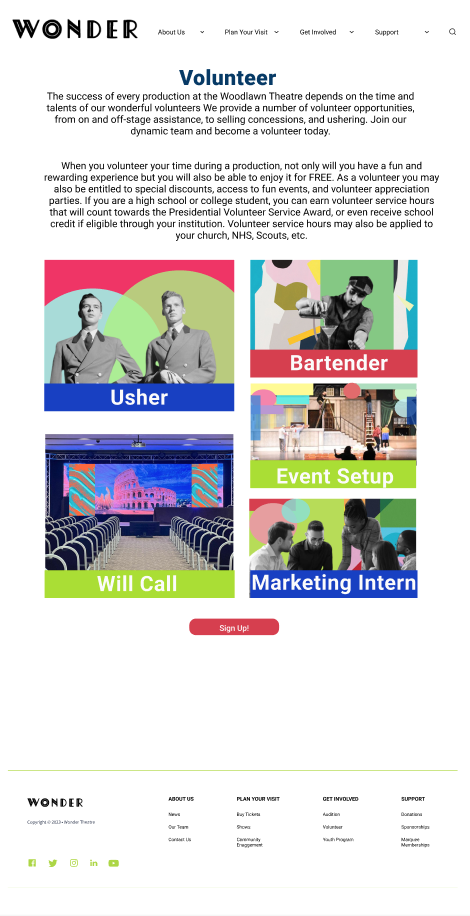 WONDER
About Us
Plan Your Visit
Get Involved
Support
Volunteer
The success of every production at the Woodlawn Theatre depends on the time and
talents of our wonderful volunteers We provide a number of volunteer opportunities,
from on and off-stage assistance, to selling concessions, and ushering. Join our
dynamic team and become a volunteer today.
When you volunteer your time during a production, not only will you have a fun and
rewarding experience but you will also be able to enjoy it for FREE. As a volunteer you may
also be entitled to special discounts, access to fun events, and volunteer appreciation
parties. If you are a high school or college student, you can earn volunteer service hours
that will count towards the Presidential Volunteer Service Award, or even receive school
credit if eligible through your institution. Volunteer service hours may also be applied to
your church, NHS, Scouts, etc.
Usher
Bartender
Event Setup
Will Call
Marketing Intern
Sign Up!
WONDER
Copyright © 2023 • Wonder Theatre
ABOUT US
News
Our Team
Contact Us
PLAN YOUR VISIT
Buy Tickets
Shows
Community
Engagement
GET INVOLVED
Audition
Volunteer
Youth Program
SUPPORT
Donations
Sponsorships
Marquee
Memberships